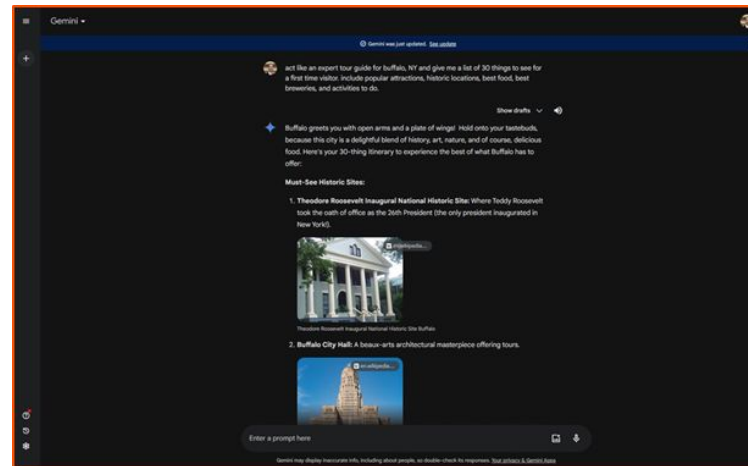 Gemini
Gemini was just updated. See update
act like an expert tour guide for buffalo, NY and give me a list of 30 things to see for
a first time visitor. include popular attractions, historic locations, best food, best
breweries, and activities to do.
Show drafts
Buffalo greets you with open arms and a plate of wings! Hold onto your tastebuds,
because this city is a delightful blend of history, art, nature, and of course, delicious
food. Here's your 30-thing itinerary to experience the best of what Buffalo has to
offer:
Must-See Historic Sites:
1. Theodore Roosevelt Inaugural National Historic Site: Where Teddy Roosevelt
took the oath of office as the 26th President (the only president inaugurated in
New York!).
Theodore Roosevelt Inaugural National Historic Site Buffalo
2. Buffalo City Hall: A beaux-arts architectural masterpiece offering tours.
en.wikipedia...
Enter a prompt here
Gemini may display inaccurate info, including about people, so double-check its responses. Your privacy & Gemini Apps